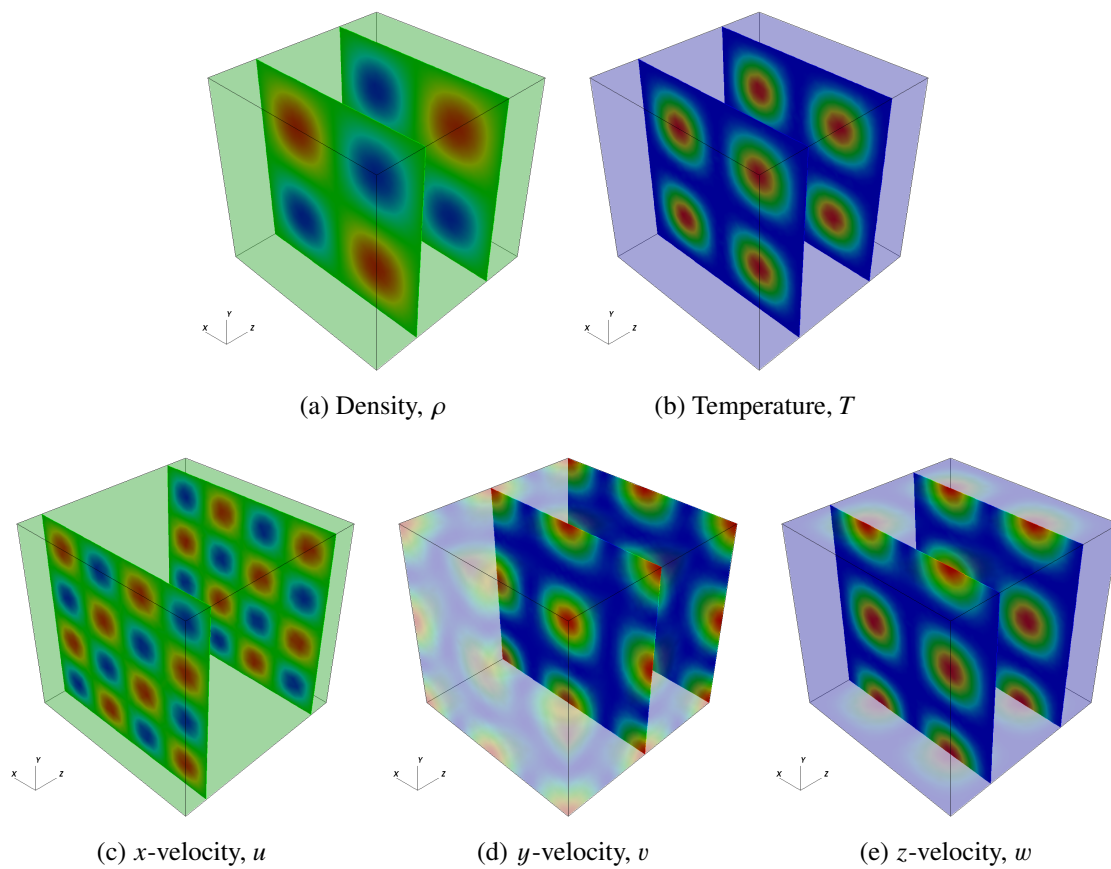 Y
X Z
Y
X Z
(a) Density, ρ
(b) Temperature, T
Y
X Z
Y
X Z
Y
X Z
(c) x-velocity, u
(d) y-velocity, v
(e) z-velocity, w